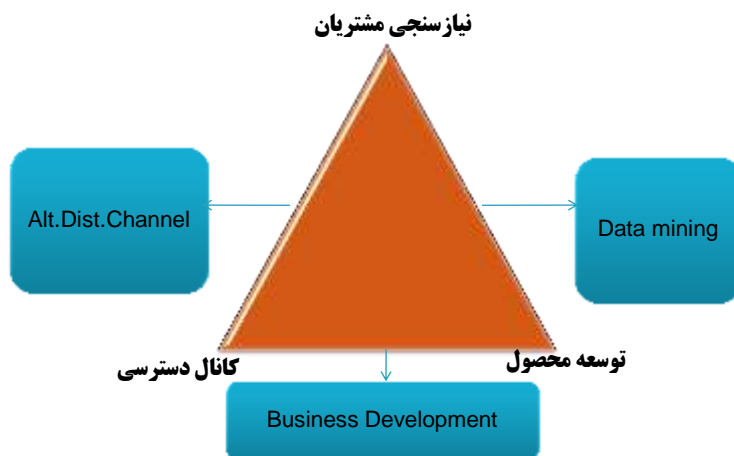 نیازسنجی مشتریان
Alt.Dist.Channel
Data mining
کانال دسترسی
توسعه محصول
Business Development